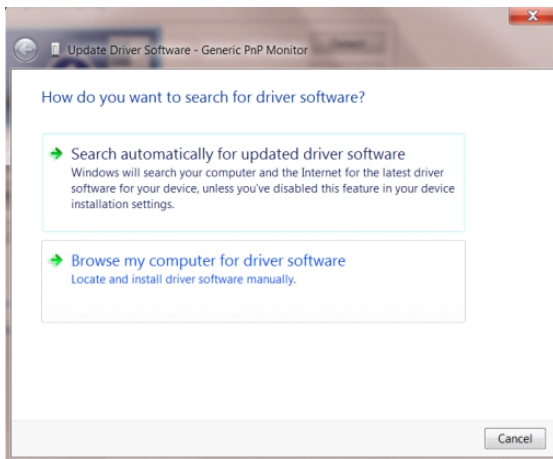 Update Driver Software - Generic PnP Monitor
How do you want to search for driver software?
Search automatically for updated driver software
Windows will search your computer and the Internet for the latest driver
software for your device, unless you've disabled this feature in your device
installation settings.
Browse my computer for driver software
Locate and install driver software manually.
Cancel